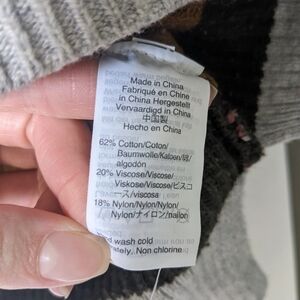 Made in China
Fabriqué en Chine
in China Hergestellt
Vervaardigd in China
中国製
Hecho en China
62% Cotton/Coton/
Baumwolle/Katoen/綿/
algodón
20% Viscose/Viscose/
Viskose/Viscose/ビスコ
ース/viscosa
18% Nylon/Nylon/Nylon/
Nylon/ナイロン/nailon
wash cold
Non chlorine